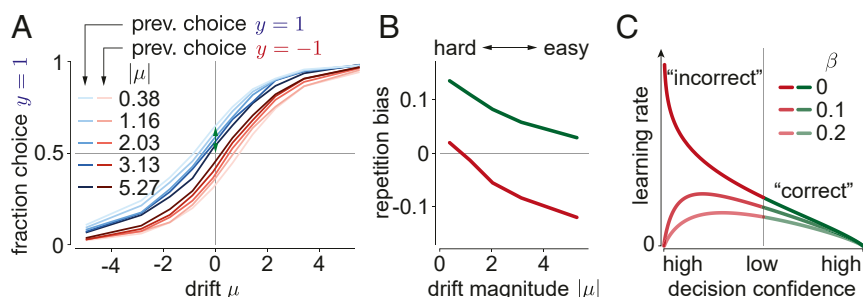 A
prev. choice y = 1
prev. choice y = −1
|μ|
0.38
1.16
2.03
3.13
5.27
fraction choice y = 1
1
0.5
0
-4
-2
0
2
4
drift μ
B
hard
easy
repetition bias
0.1
0
-0.1
0
2
4
drift magnitude |μ|
C
β
0
0.1
0.2
"incorrect"
"correct"
learning rate
0
high
low
high
decision confidence